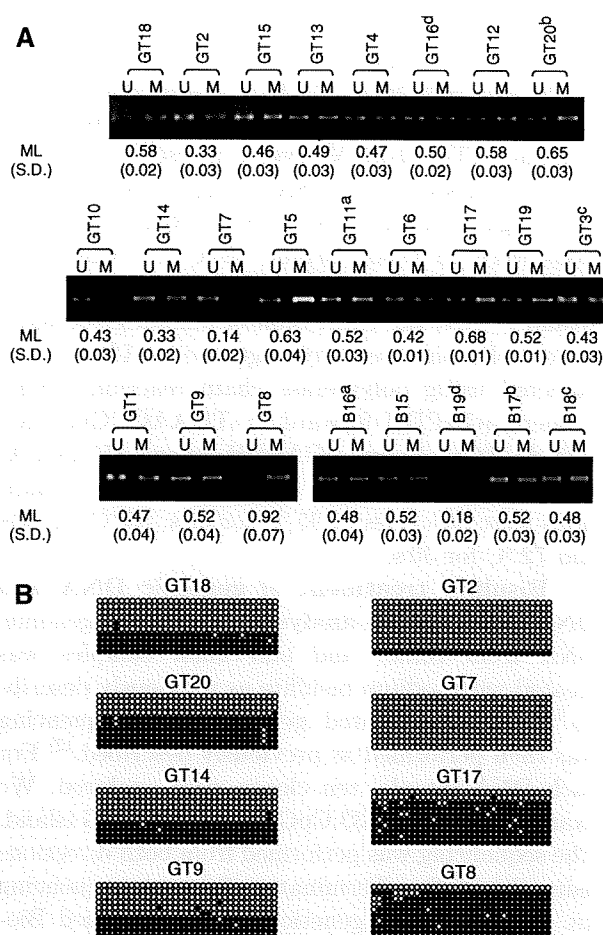 A
GT18 GT2 GT15 GT13 GT4 GT16d GT12 GT20b
U M U M U M U M U M U M U M U M
ML 0.58 0.33 0.46 0.49 0.47 0.50 0.58 0.65
(S.D.) (0.02) (0.03) (0.03) (0.03) (0.03) (0.02) (0.03) (0.03)
GT10 GT14 GT7 GT5 GT11a GT6 GT17 GT19 GT3c
U M U M U M U M U M U M U M U M U M
ML 0.43 0.33 0.14 0.63 0.52 0.42 0.68 0.52 0.43
(S.D.) (0.03) (0.02) (0.02) (0.04) (0.03) (0.01) (0.01) (0.01) (0.03)
GT1 GT9 GT8 B16a B15 B19d B17b B18c
U M U M U M U M U M U M U M U M
ML 0.47 0.52 0.92 0.48 0.52 0.18 0.52 0.48
(S.D.) (0.04) (0.04) (0.07) (0.04) (0.03) (0.02) (0.03) (0.03)
B
GT18 GT2
GT20 GT7
GT14 GT17
GT9 GT8